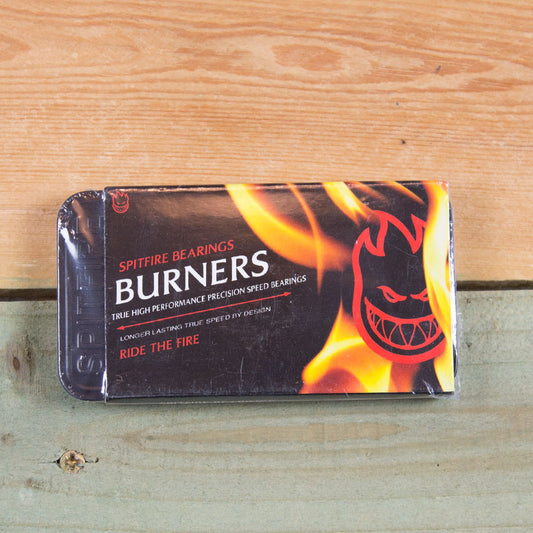 SPITFIRE
SPITFIRE BEARINGS
BURNERS
TRUE HIGH PERFORMANCE PRECISION SPEED BEARINGS
LONGER LASTING TRUE SPEED BY DESIGN
RIDE THE FIRE